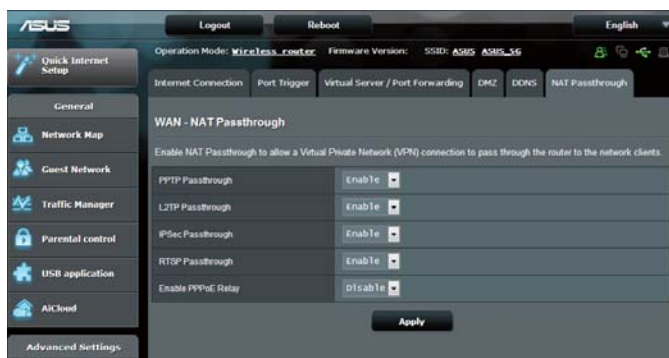 ASUS
Logout
Reboot
English
Quick Internet Setup
Operation Mode: Wireless router Firmware Version: SSID: ASUS ASUS_5G
Internet Connection
Port Trigger
Virtual Server / Port Forwarding
DMZ
DDNS
NAT Passthrough
General
Network Map
Guest Network
Traffic Manager
Parental control
USB application
AiCloud
Advanced Settings
WAN - NAT Passthrough
Enable NAT Passthrough to allow a Virtual Private Network (VPN) connection to pass through the router to the network clients.
PPTP Passthrough Enable
L2TP Passthrough Enable
IPSec Passthrough Enable
RTSP Passthrough Enable
Enable PPPoE Relay Disable
Apply